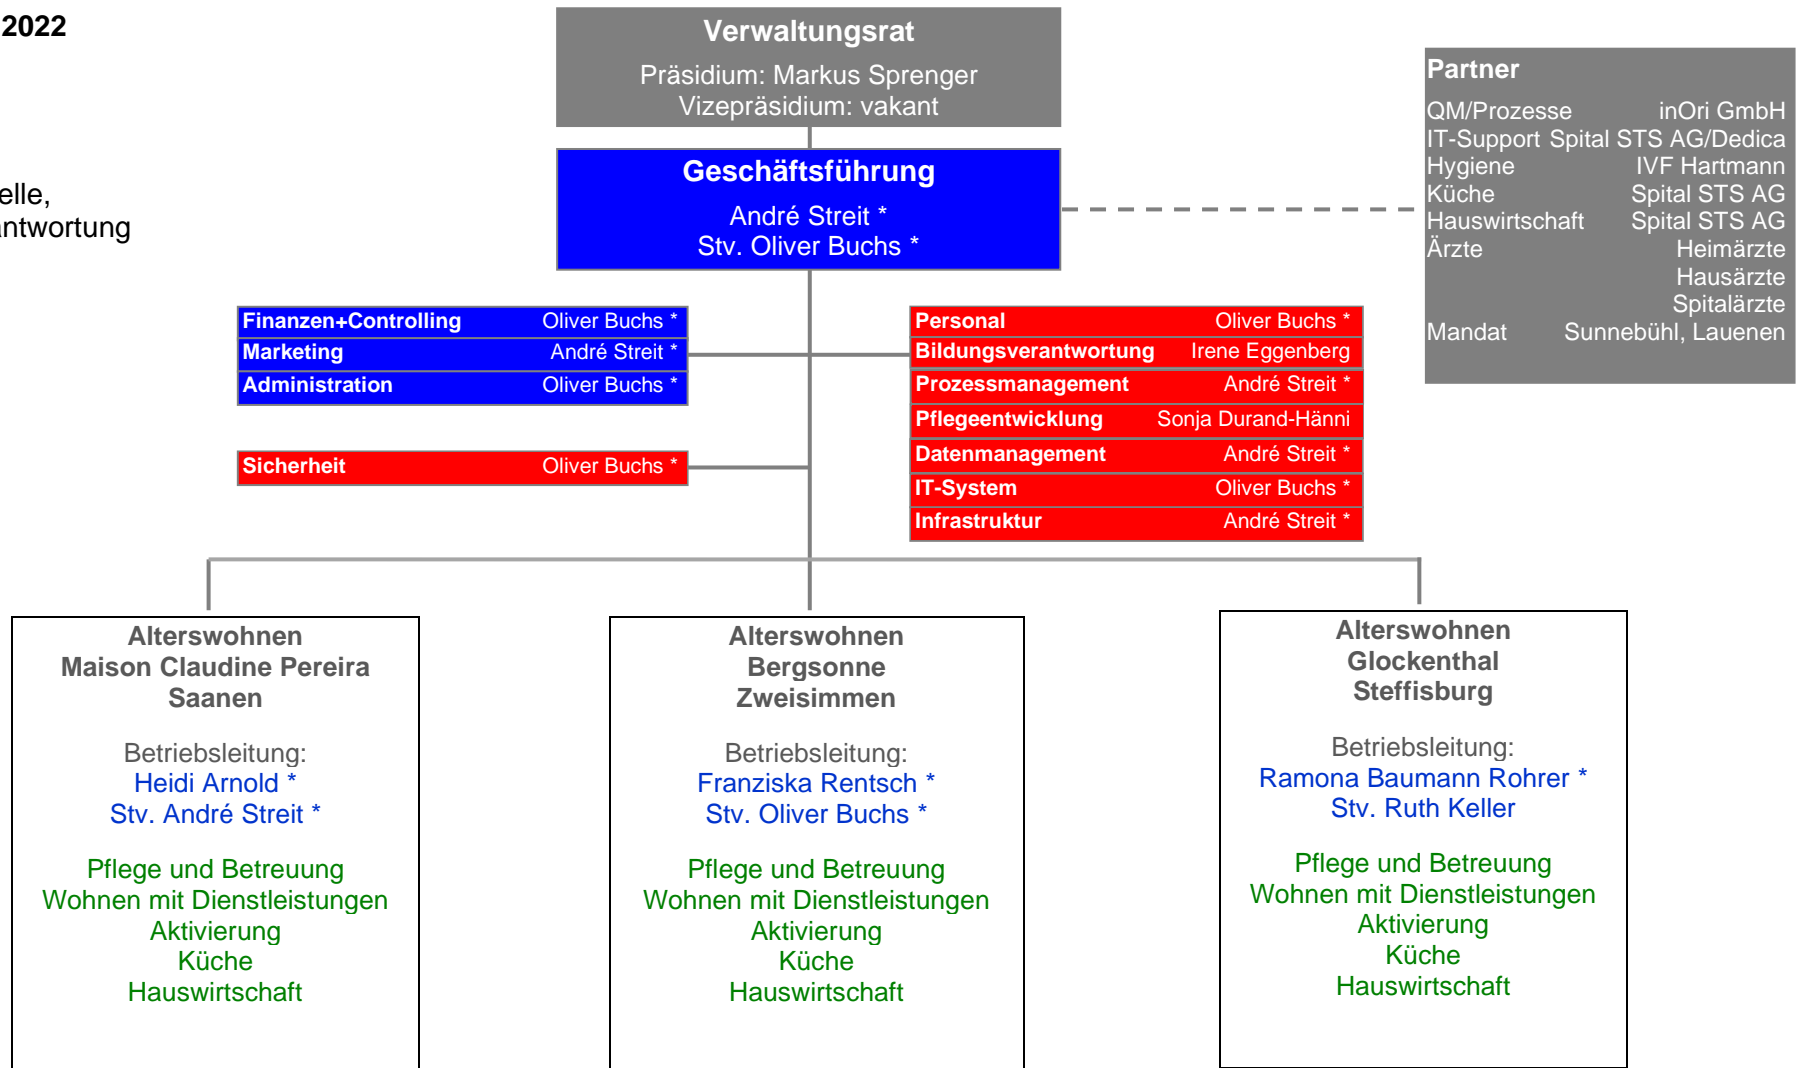 2022
elle,
antwortung
Verwaltungsrat
Präsidium: Markus Sprenger
Vizepräsidium: vakant
Geschäftsführung
André Streit *
Stv. Oliver Buchs *
Partner
QM/Prozesse inOri GmbH
IT-Support Spital STS AG/Dedica
Hygiene IVF Hartmann
Küche Spital STS AG
Hauswirtschaft Spital STS AG
Ärzte Heimärzte
Hausärzte
Spitalärzte
Mandat Sunnebühl, Lauenen
Finanzen+Controlling Oliver Buchs *
Marketing André Streit *
Administration Oliver Buchs *
Sicherheit Oliver Buchs *
Personal Oliver Buchs *
Bildungsverantwortung Irene Eggenberg
Prozessmanagement André Streit *
Pflegeentwicklung Sonja Durand-Hänni
Datenmanagement André Streit *
IT-System Oliver Buchs *
Infrastruktur André Streit *
Alterswohnen
Maison Claudine Pereira
Saanen
Betriebsleitung:
Heidi Arnold *
Stv. André Streit *
Pflege und Betreuung
Wohnen mit Dienstleistungen
Aktivierung
Küche
Hauswirtschaft
Alterswohnen
Bergsonne
Zweisimmen
Betriebsleitung:
Franziska Rentsch *
Stv. Oliver Buchs *
Pflege und Betreuung
Wohnen mit Dienstleistungen
Aktivierung
Küche
Hauswirtschaft
Alterswohnen
Glockenthal
Steffisburg
Betriebsleitung:
Ramona Baumann Rohrer *
Stv. Ruth Keller
Pflege und Betreuung
Wohnen mit Dienstleistungen
Aktivierung
Küche
Hauswirtschaft